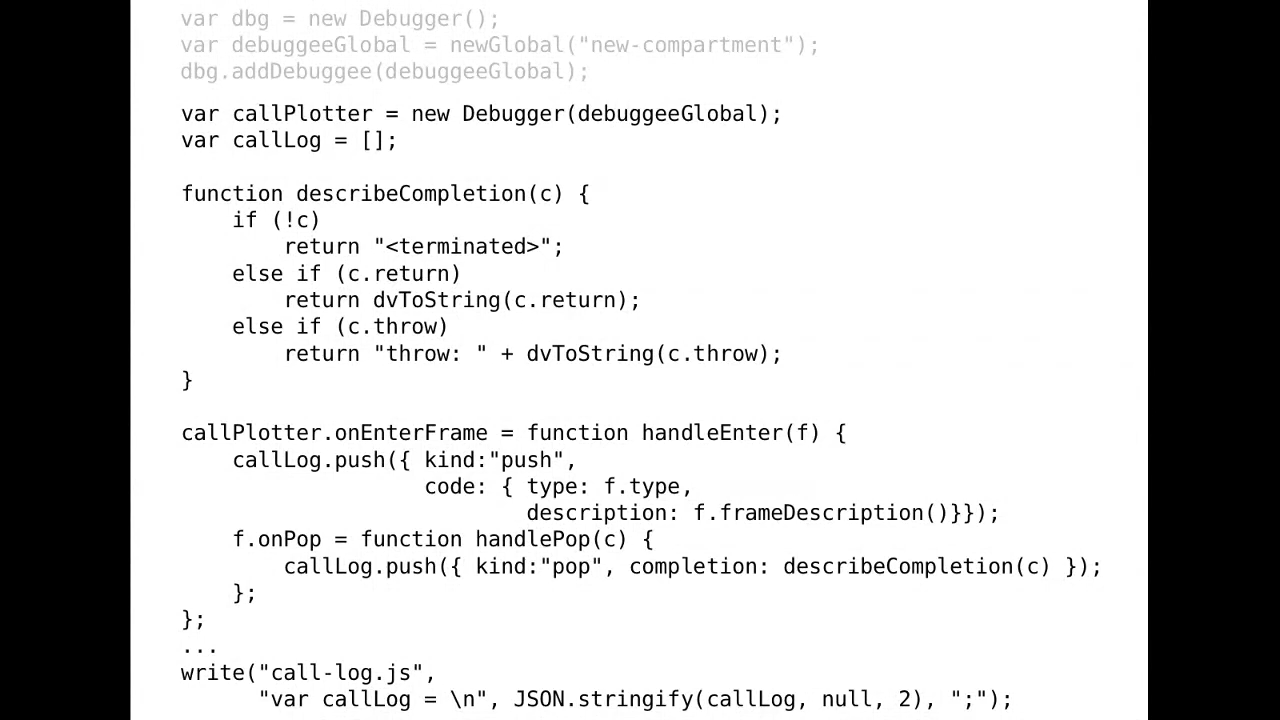 var dbg = new Debugger();
var debuggeeGlobal = newGlobal("new-compartment");
dbg.addDebuggee(debuggeeGlobal);
var callPlotter = new Debugger(debuggeeGlobal);
var callLog = [];
function describeCompletion(c) {
    if (!c)
        return "<terminated>";
    else if (c.return)
        return dvToString(c.return);
    else if (c.throw)
        return "throw: " + dvToString(c.throw);
}
callPlotter.onEnterFrame = function handleEnter(f) {
    callLog.push({ kind:"push",
                   code: { type: f.type,
                           description: f.frameDescription()}});
    f.onPop = function handlePop(c) {
        callLog.push({ kind:"pop", completion: describeCompletion(c) });
    };
};
...
write("call-log.js",
      "var callLog = \n", JSON.stringify(callLog, null, 2), ";");